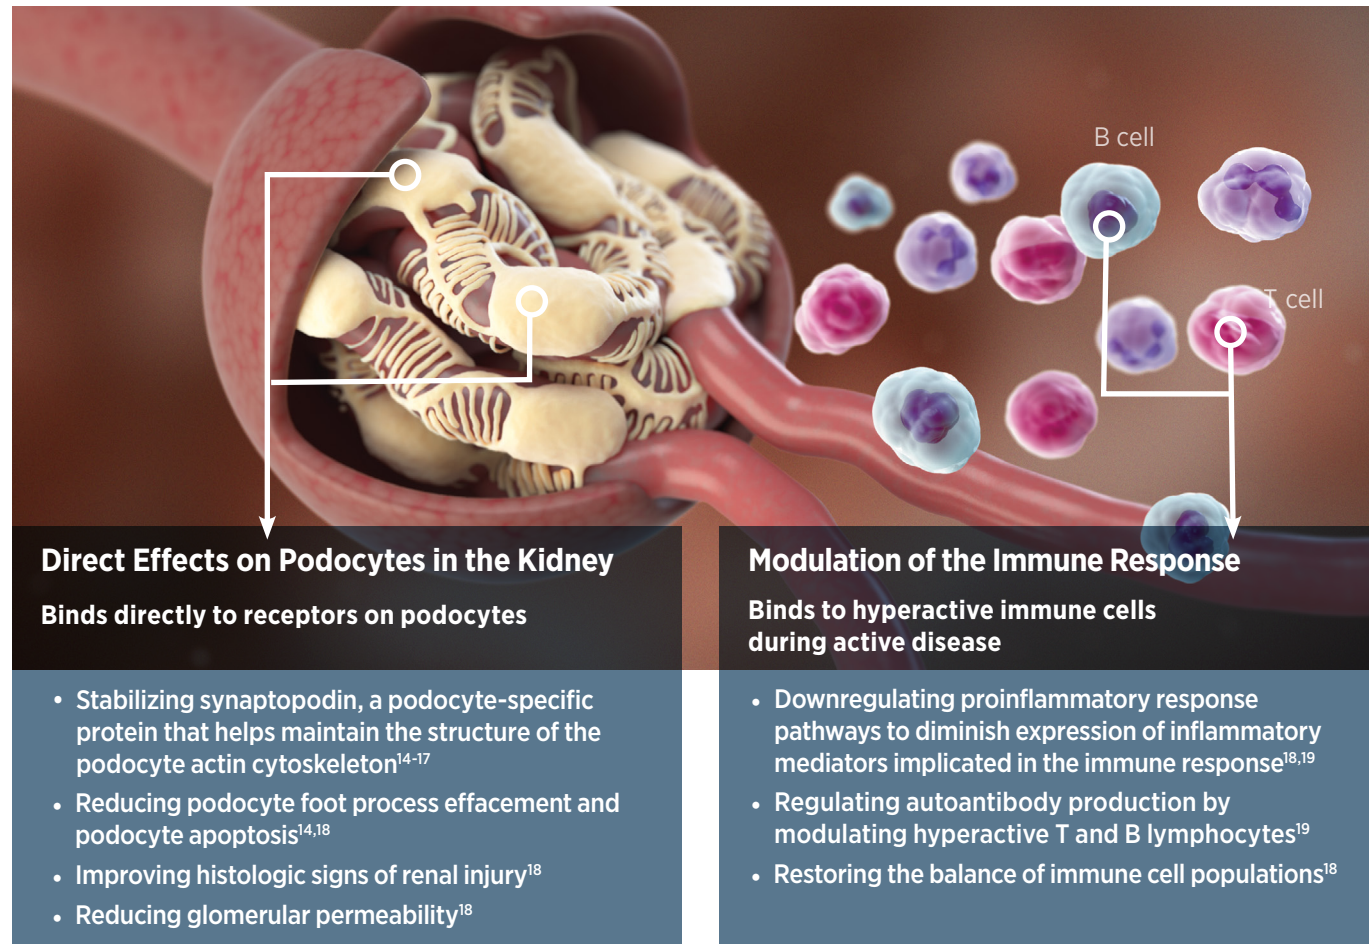 B cell
T cell
Direct Effects on Podocytes in the Kidney
Binds directly to receptors on podocytes
• Stabilizing synaptopodin, a podocyte-specific
protein that helps maintain the structure of the
podocyte actin cytoskeleton14-17
• Reducing podocyte foot process effacement and
podocyte apoptosis14,18
• Improving histologic signs of renal injury18
• Reducing glomerular permeability18
Modulation of the Immune Response
Binds to hyperactive immune cells
during active disease
• Downregulating proinflammatory response
pathways to diminish expression of inflammatory
mediators implicated in the immune response18,19
• Regulating autoantibody production by
modulating hyperactive T and B lymphocytes19
• Restoring the balance of immune cell populations18